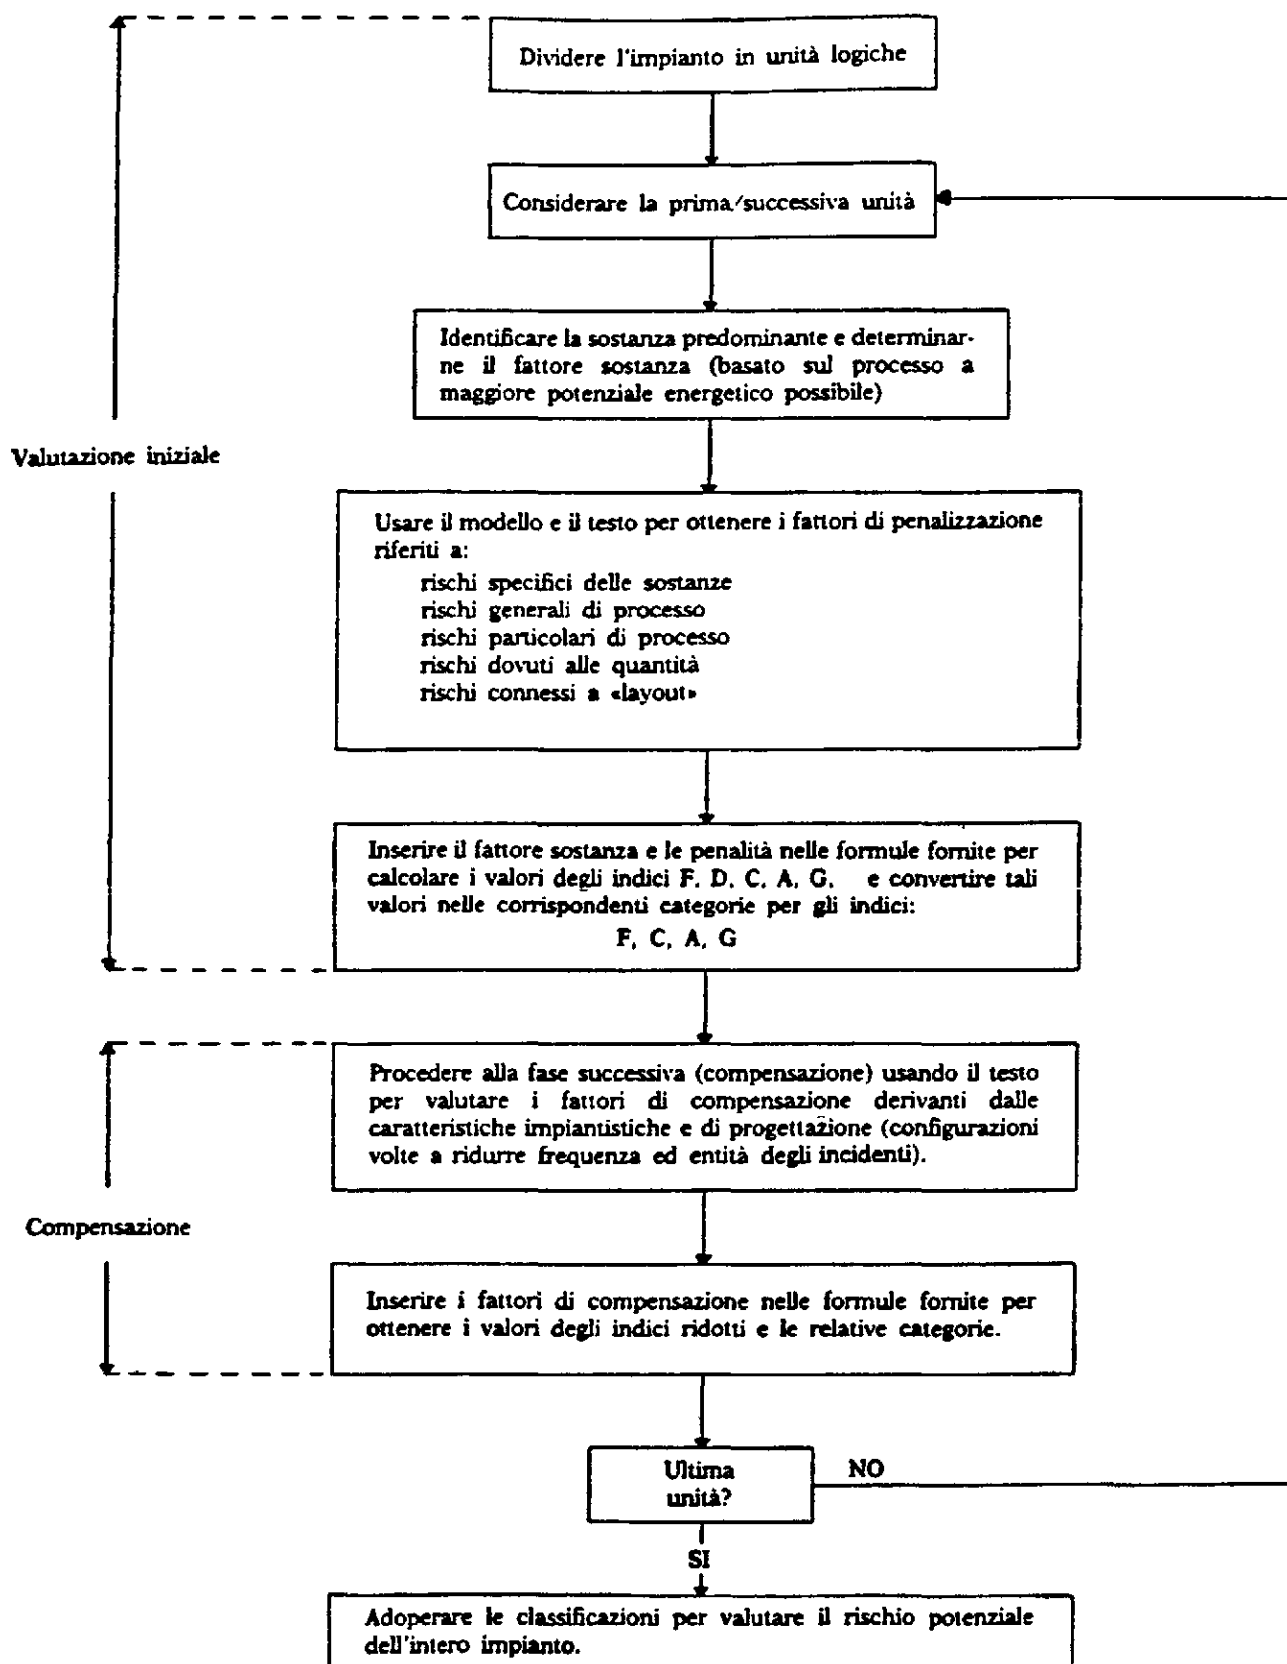 Dividere l'impianto in unità logiche
Considerare la prima/successiva unità
Identificare la sostanza predominante e determinar-
ne il fattore sostanza (basato sul processo a
maggiore potenziale energetico possibile)
Valutazione iniziale
Usare il modello e il testo per ottenere i fattori di penalizzazione
riferiti a:
rischi specifici delle sostanze
rischi generali di processo
rischi particolari di processo
rischi dovuti alle quantità
rischi connessi a «layout»
Inserire il fattore sostanza e le penalità nelle formule fornite per
calcolare i valori degli indici F, D, C, A, G, e convertire tali
valori nelle corrispondenti categorie per gli indici:
F, C, A, G
Procedere alla fase successiva (compensazione) usando il testo
per valutare i fattori di compensazione derivanti dalle
caratteristiche impiantistiche e di progettazione (configurazioni
volte a ridurre frequenza ed entità degli incidenti).
Compensazione
Inserire i fattori di compensazione nelle formule fornite per
ottenere i valori degli indici ridotti e le relative categorie.
Ultima
unità?
NO
SI
Adoperare le classificazioni per valutare il rischio potenziale
dell'intero impianto.